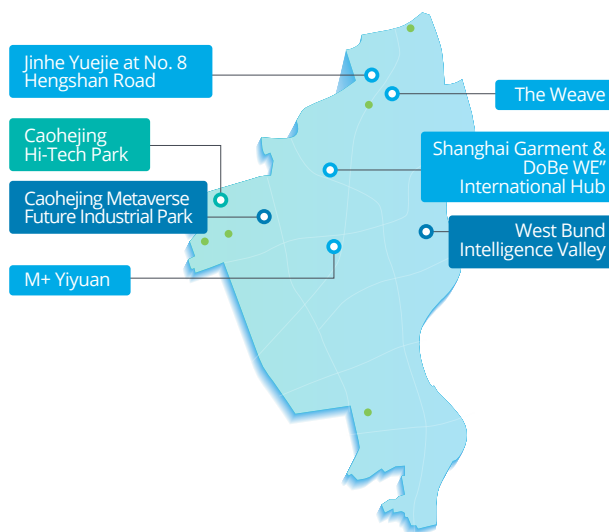 Jinhe Yuejie at No. 8
Hengshan Road
The Weave
Caohejing
Hi-Tech Park
Shanghai Garment &
DoBe WE”
International Hub
Caohejing Metaverse
Future Industrial Park
West Bund
Intelligence Valley
M+ Yiyuan